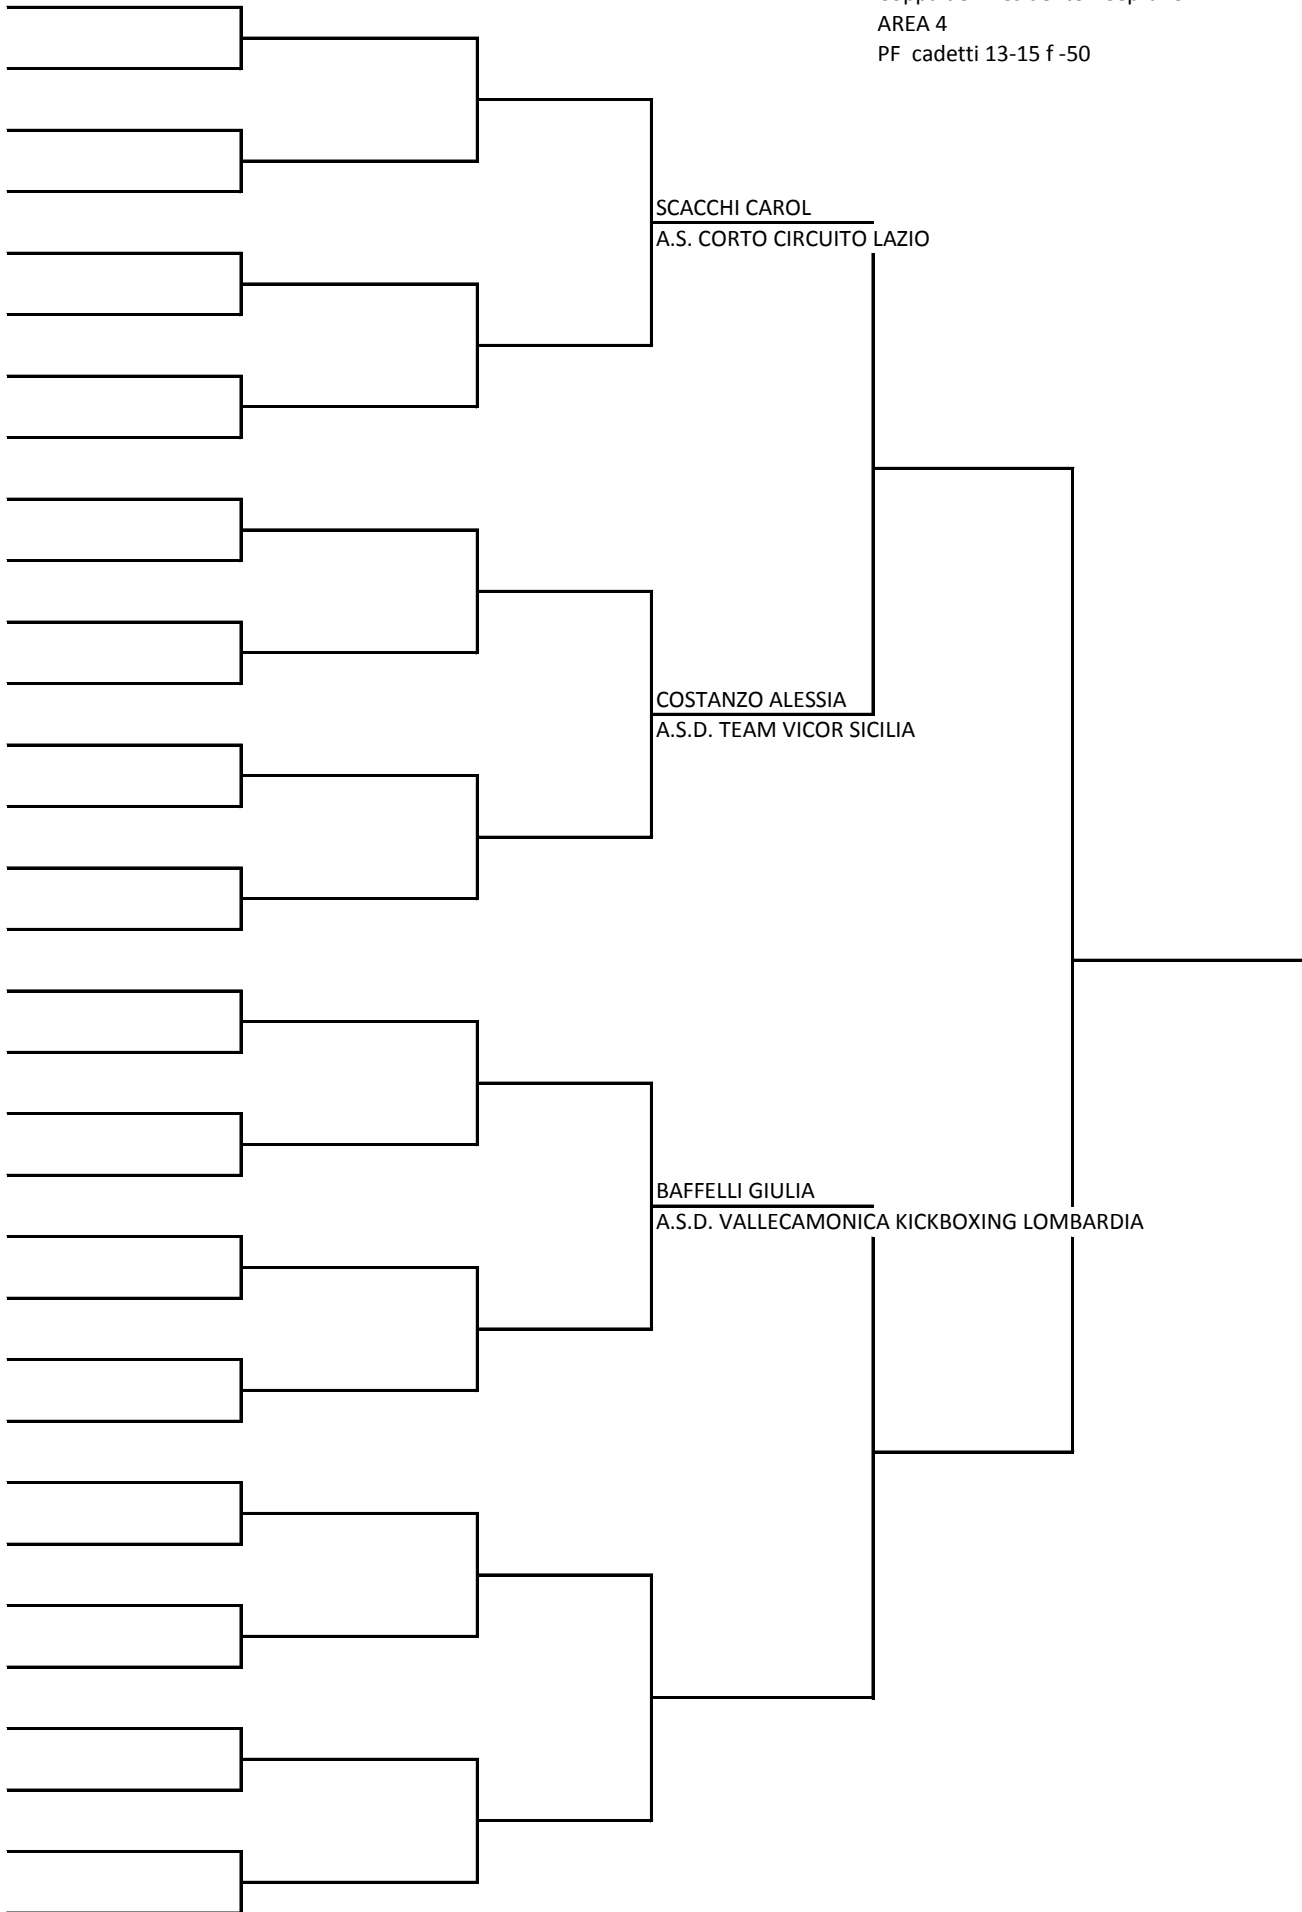 AREA 4
PF cadetti 13-15 f -50
SCACCHI CAROL
A.S. CORTO CIRCUITO LAZIO
COSTANZO ALESSIA
A.S.D. TEAM VICOR SICILIA
BAFFELLI GIULIA
A.S.D. VALLECAMONICA KICKBOXING LOMBARDIA